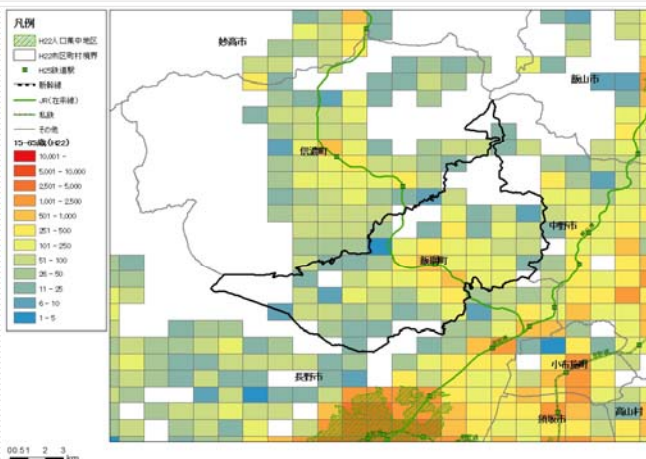 凡例
H22人口集中地区
H22市区町村境界
H25鉄道駅
新幹線
JR(在来線)
私鉄
その他
15-65歳(H22)
10,001 -
5,001 - 10,000
2,501 - 5,000
1,001 - 2,500
501 - 1,000
251 - 500
101 - 250
51 - 100
26 - 50
11 - 25
6 - 10
1 - 5
妙高市
飯山市
信濃町
中野市
飯綱町
長野市
小布施町
須坂市
高山村
00.51 2 3
km